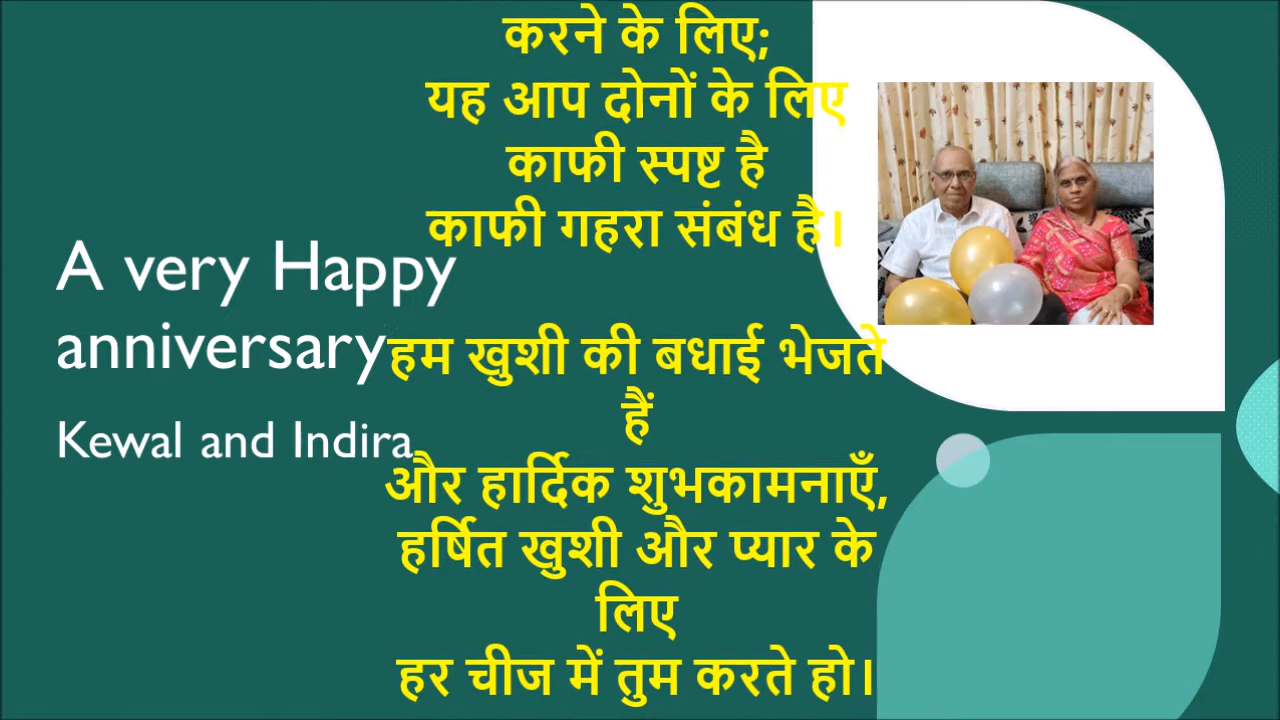 करने के लिए;
यह आप दोनों के लिए
काफी स्पष्ट है
काफी गहरा संबंध है।
A very Happy
anniversary
Kewal and Indira
हम खुशी की बधाई भेजते
हैं
और हार्दिक शुभकामनाएँ,
हर्षित खुशी और प्यार के
लिए
हर चीज में तुम करते हो।